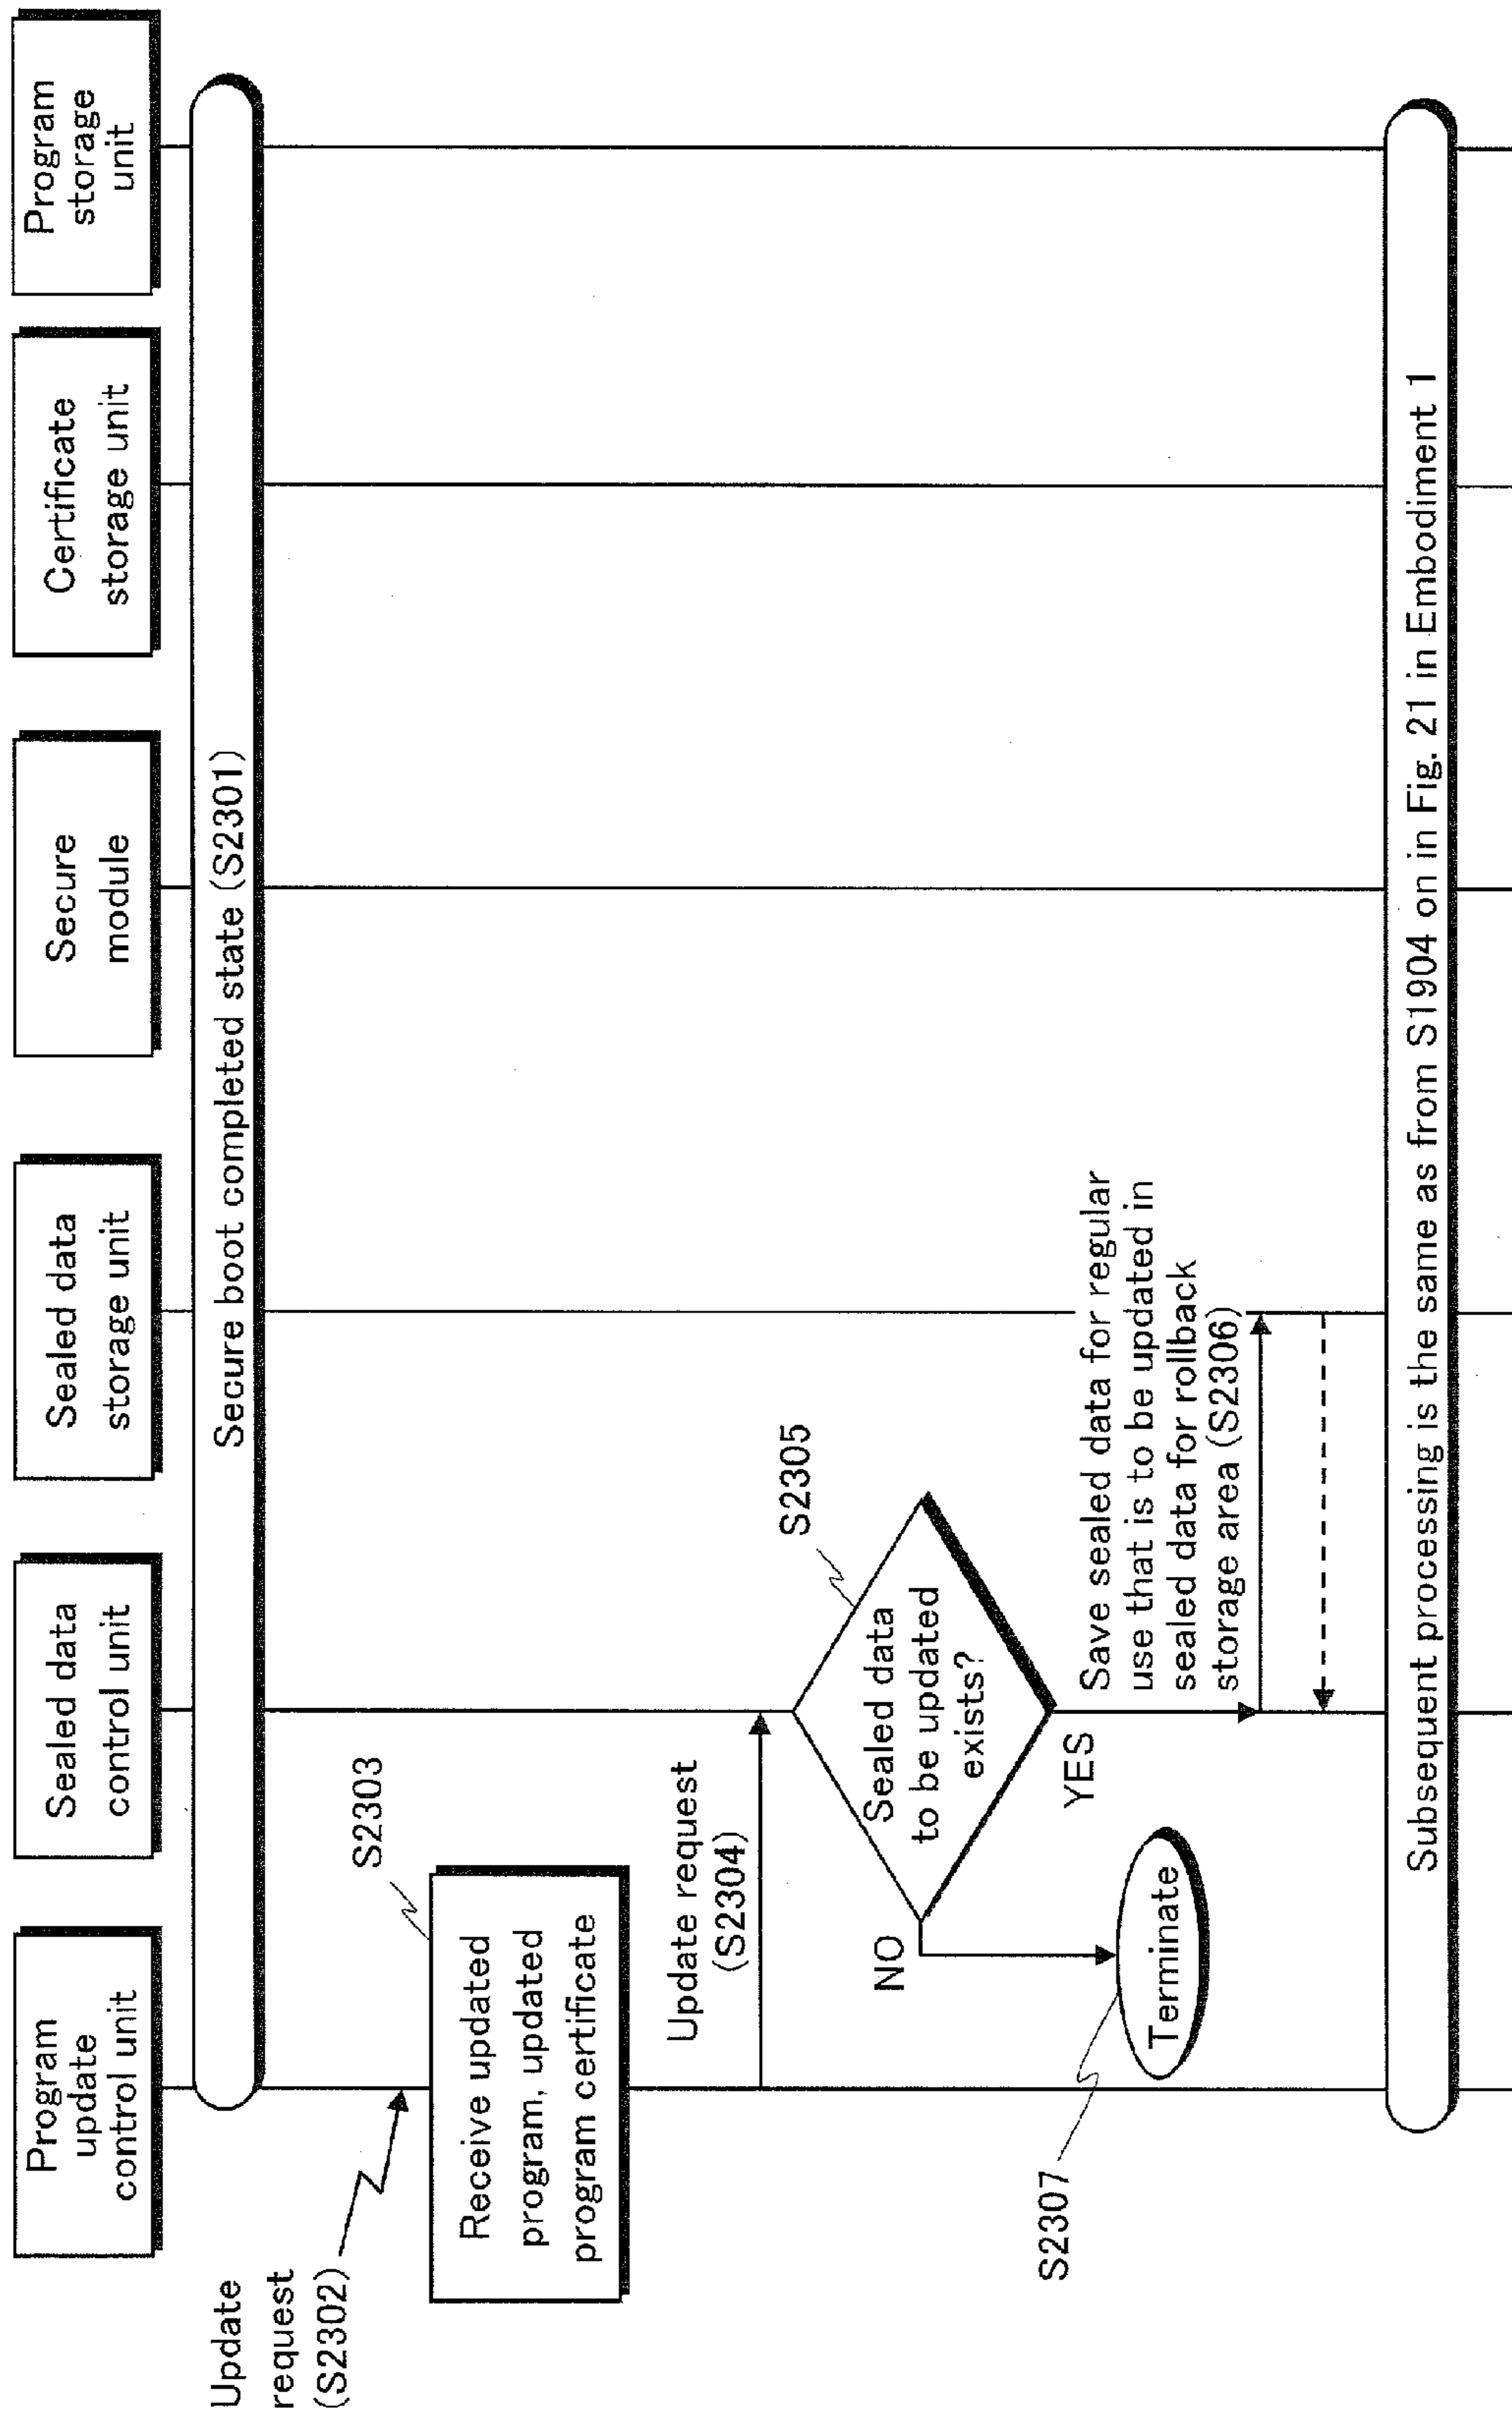 Program
update
control unit
Sealed data
control unit
Sealed data
storage unit
Secure
module
Certificate
storage unit
Program
storage
unit
Secure boot completed state (S2301)
Update
request
(S2302)
S2303
Receive updated
program, updated
program certificate
Update request
(S2304)
S2305
Sealed data
to be updated
exists?
NO
YES
S2307
Terminate
Save sealed data for regular
use that is to be updated in
sealed data for rollback
storage area (S2306)
Subsequent processing is the same as from S1904 on in Fig. 21 in Embodiment 1